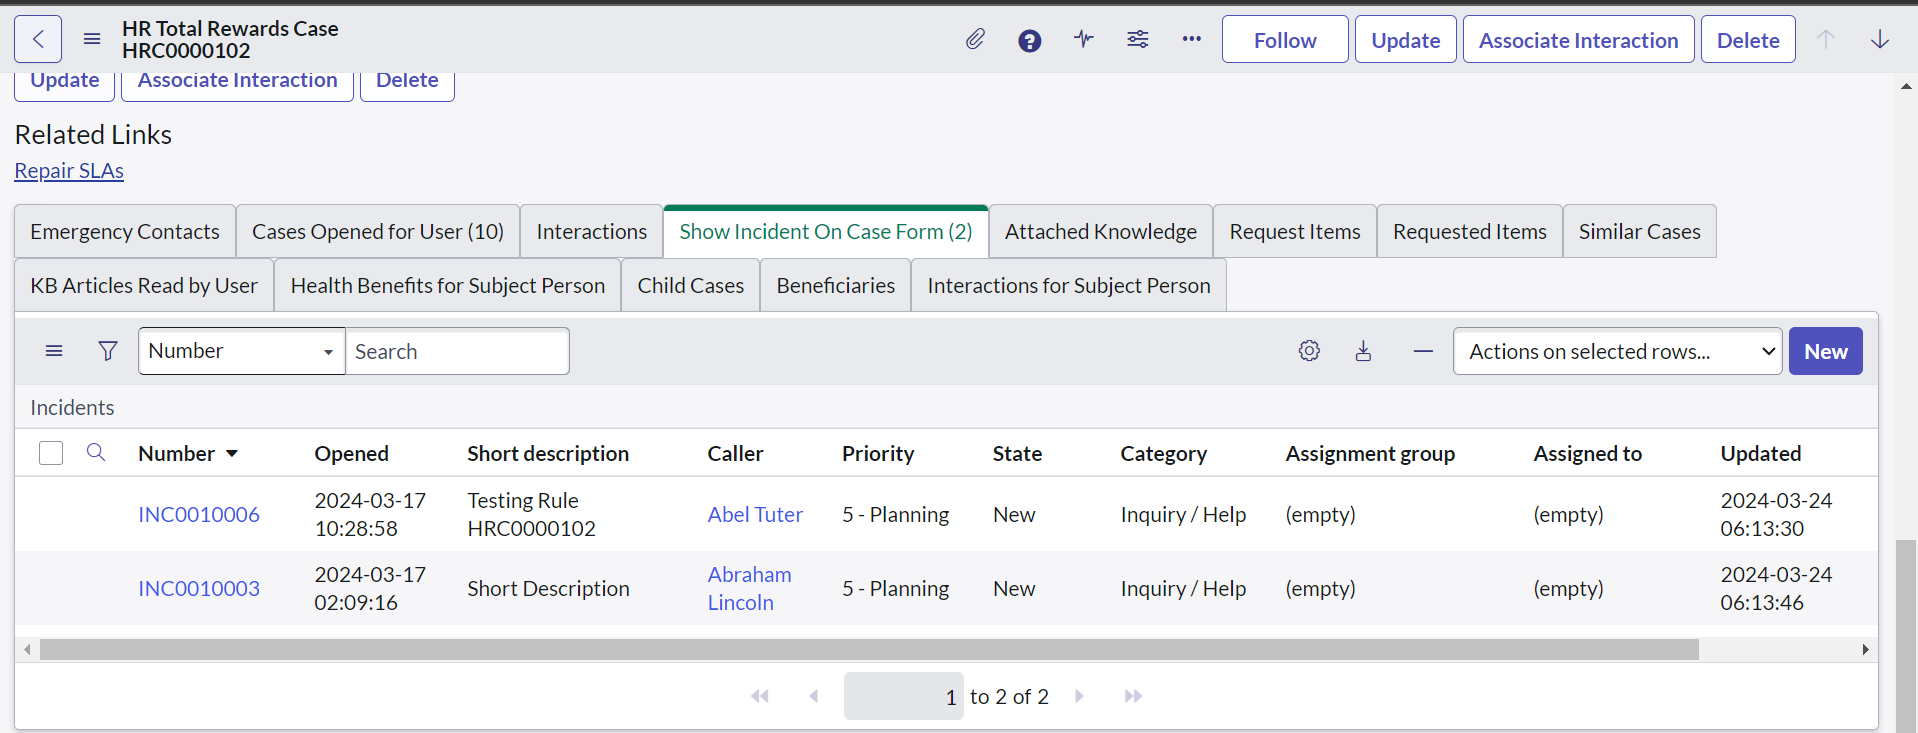 HR Total Rewards Case
HRC0000102
Follow
Update
Associate Interaction
Delete
Update
Associate Interaction
Delete
Related Links
Repair SLAs
Emergency Contacts
Cases Opened for User (10)
Interactions
Show Incident On Case Form (2)
Attached Knowledge
Request Items
Requested Items
Similar Cases
KB Articles Read by User
Health Benefits for Subject Person
Child Cases
Beneficiaries
Interactions for Subject Person
Number
Search
Actions on selected rows...
New
Incidents
Number
Opened
Short description
Caller
Priority
State
Category
Assignment group
Assigned to
Updated
INC0010006
2024-03-17
10:28:58
Testing Rule
HRC0000102
Abel Tuter
5 - Planning
New
Inquiry / Help
(empty)
(empty)
2024-03-24
06:13:30
INC0010003
2024-03-17
02:09:16
Short Description
Abraham
Lincoln
5 - Planning
New
Inquiry / Help
(empty)
(empty)
2024-03-24
06:13:46
1 to 2 of 2